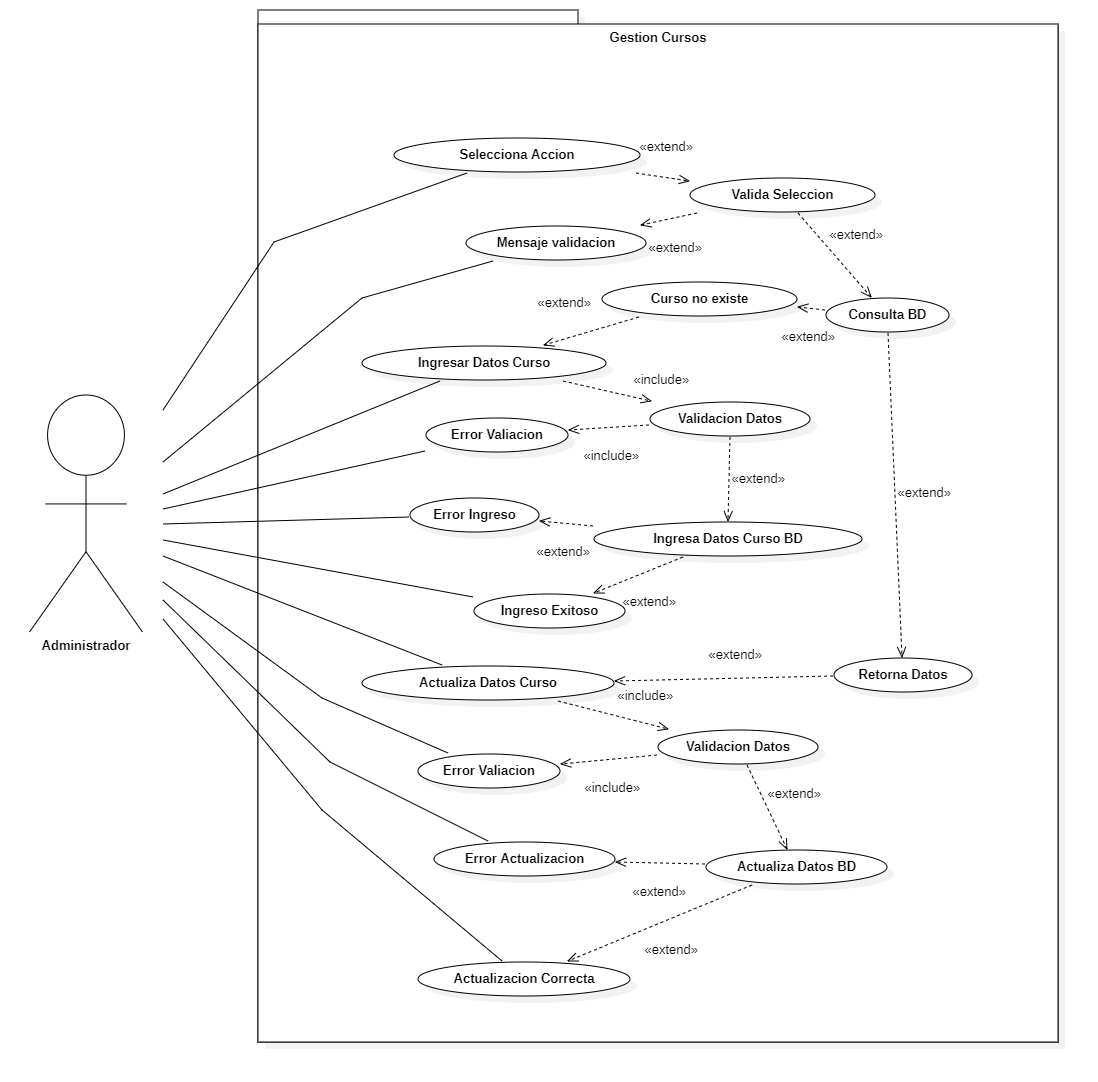 Gestion Cursos
Selecciona Accion
«extend»
Valida Seleccion
Mensaje validacion
«extend»
«extend»
Curso no existe
«extend»
Consulta BD
«extend»
Ingresar Datos Curso
«include»
Validacion Datos
Error Valiacion
«include»
«extend»
«extend»
Error Ingreso
Ingresa Datos Curso BD
«extend»
Ingreso Exitoso
«extend»
Administrador
«extend»
Retorna Datos
Actualiza Datos Curso
«include»
Validacion Datos
Error Valiacion
«include»
«extend»
Error Actualizacion
Actualiza Datos BD
«extend»
«extend»
Actualizacion Correcta